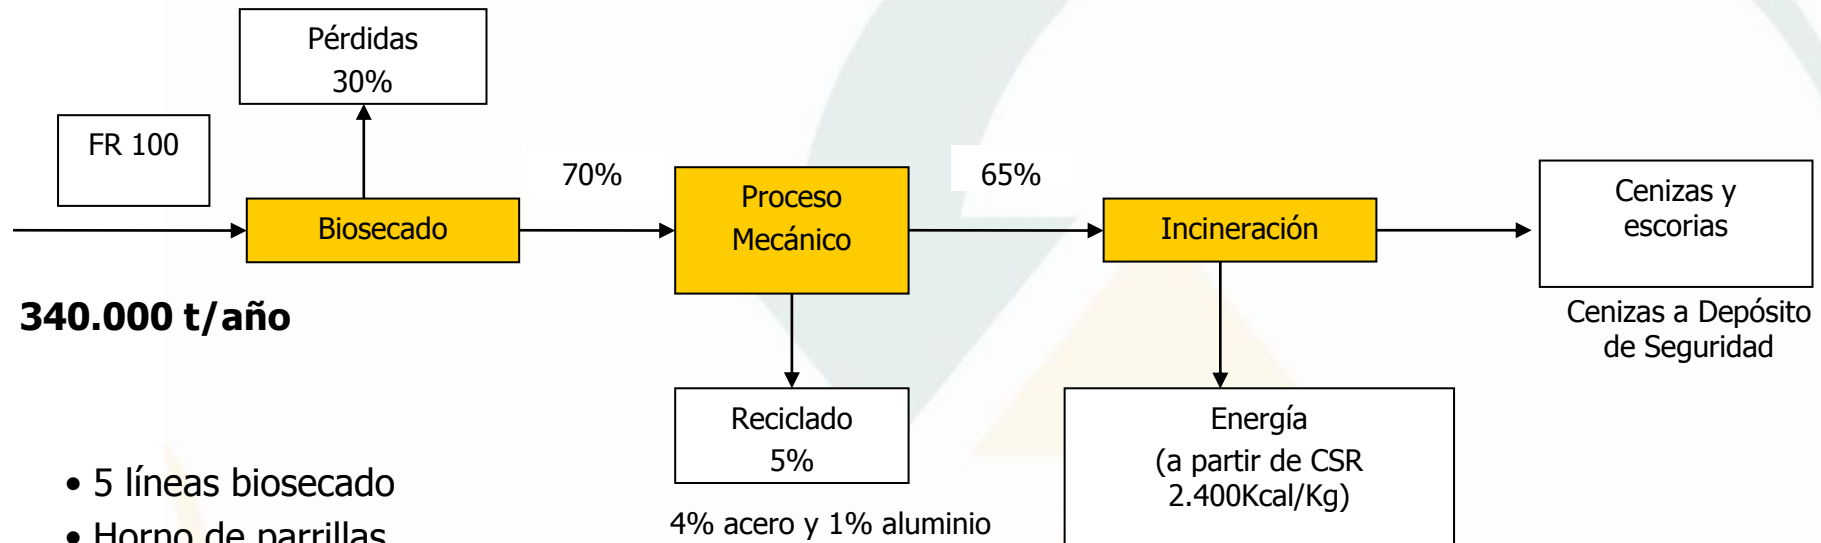 Pérdidas
30%
FR 100
70%
65%
Biosecado
Proceso
Mecánico
Incineración
Cenizas y
escorias
340.000 t/año
Cenizas a Depósito
de Seguridad
Reciclado
5%
Energía
(a partir de CSR
2.400Kcal/Kg)
4% acero y 1% aluminio
• 5 líneas biosecado
• Horno de parrillas